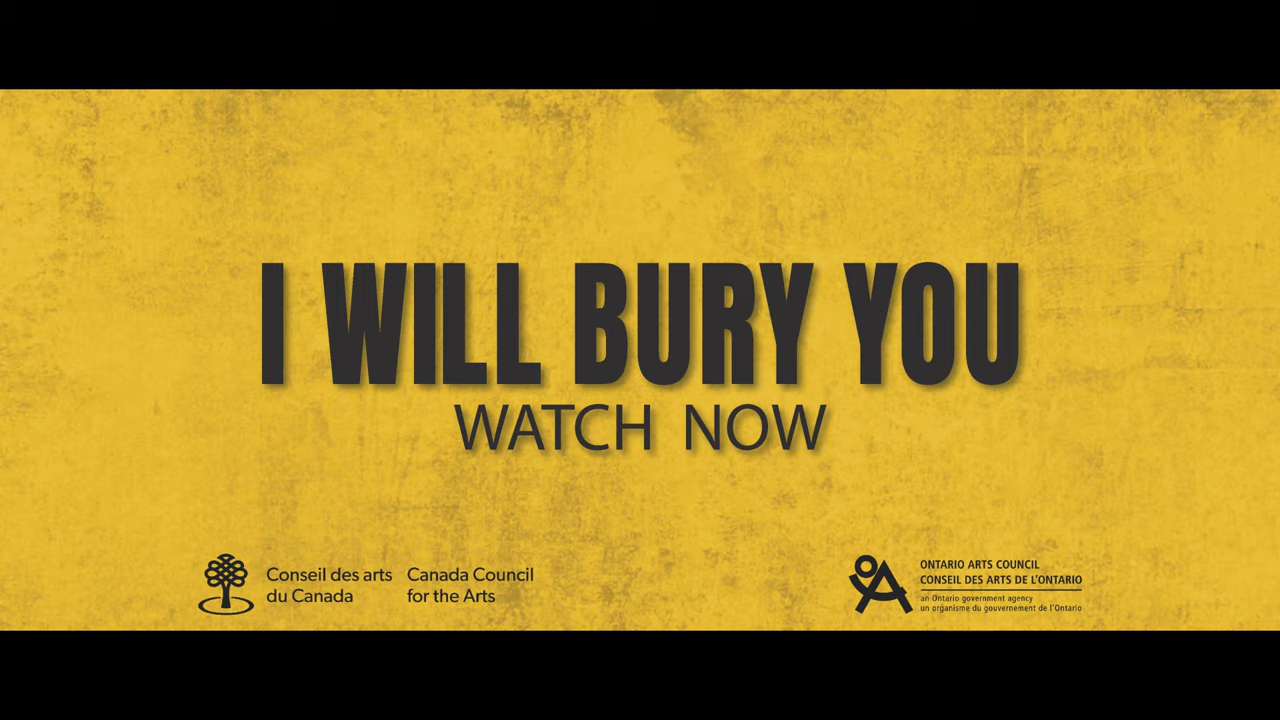 I WILL BURY YOU
WATCH NOW
Conseil des arts Canada Council
du Canada for the Arts
ONTARIO ARTS COUNCIL
CONSEIL DES ARTS DE L'ONTARIO
an Ontario government agency
un organisme du gouvernement de l'Ontario